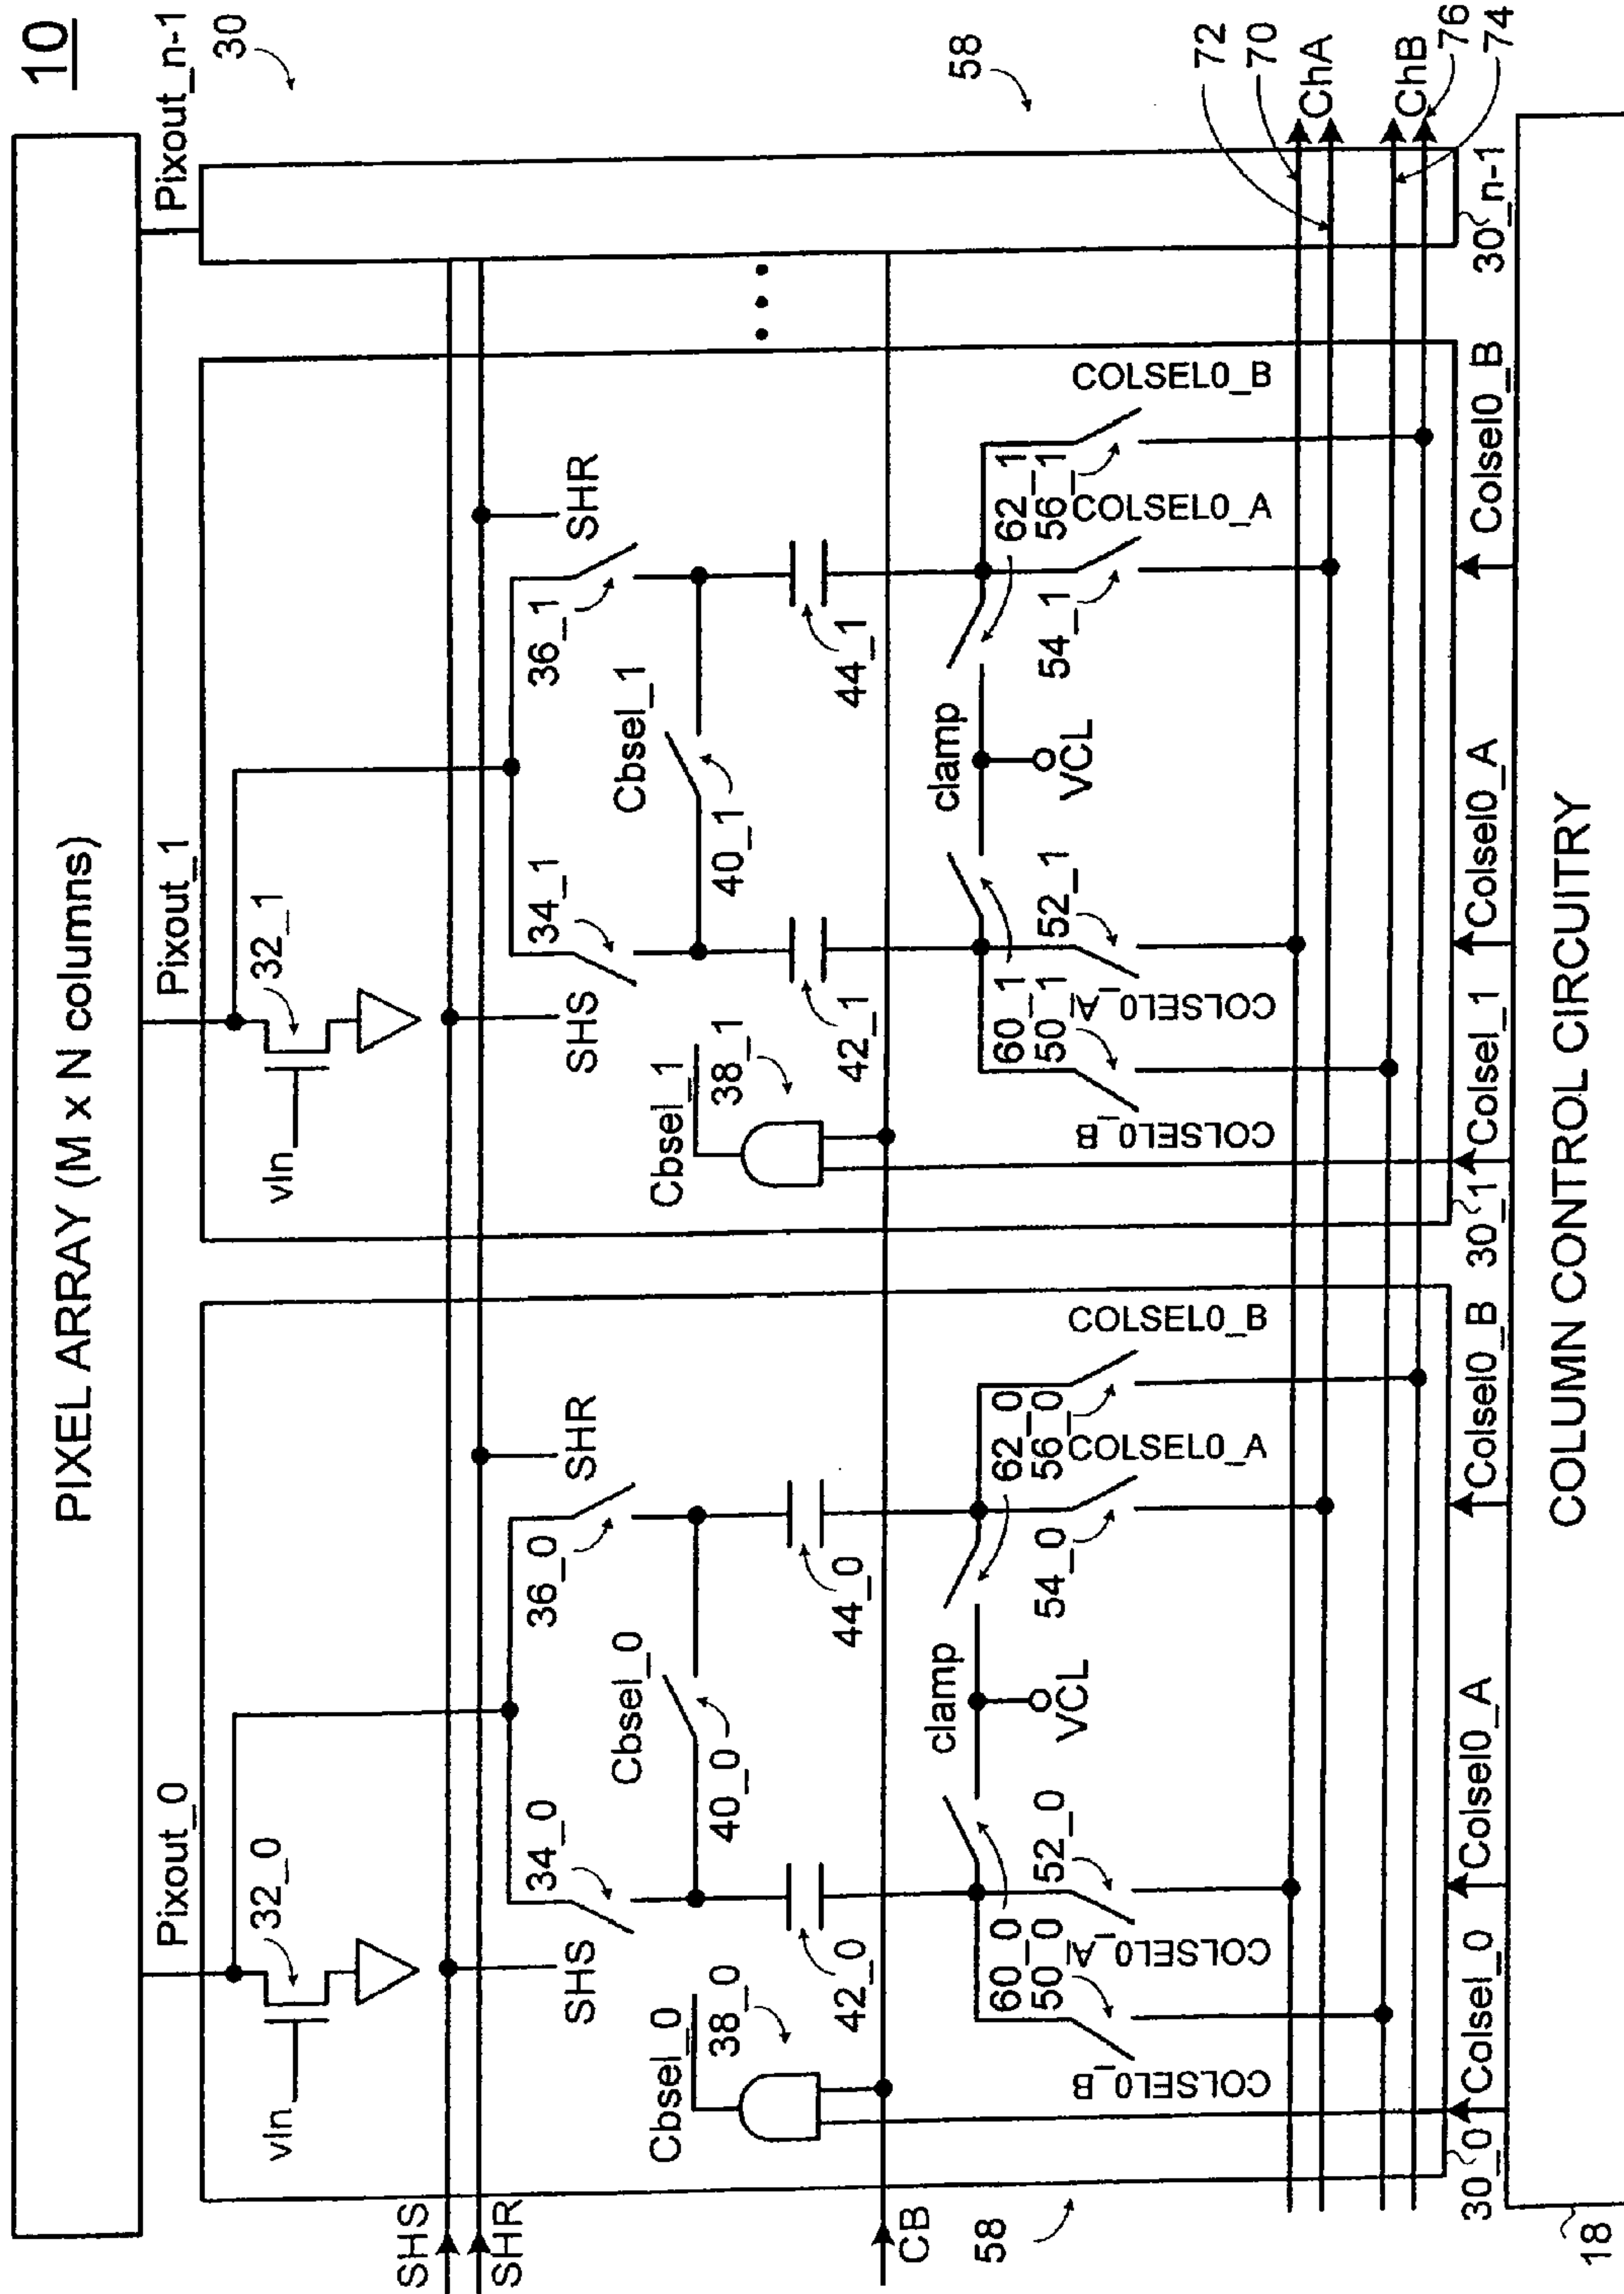 10
PIXEL ARRAY (M x N columns)
Pixout_0
Pixout_1
Pixout_n-1
30
vln
32_0
vln
32_1
SHS
SHR
SHS
34_0
36_0
SHR
SHS
34_1
36_1
SHR
Cbsel_0
Cbsel_1
Cbsel_0
38_0
40_0
Cbsel_1
38_1
40_1
42_0
44_0
42_1
44_1
• • •
CB
58
clamp
clamp
VCL
VCL
60_0
50_0
52_0
62_0
56_0
54_0
60_1
50_1
52_1
62_1
56_1
54_1
COLSEL0_B
COLSEL0_A
COLSEL0_A
COLSEL0_B
COLSEL0_B
COLSEL0_A
COLSEL0_A
COLSEL0_B
58
72
70
ChA
ChB
76
74
30_0
Colsel_0
Colsel0_A
Colsel0_B
30_1
Colsel_1
Colsel0_A
Colsel0_B
30_n-1
18
COLUMN CONTROL CIRCUITRY